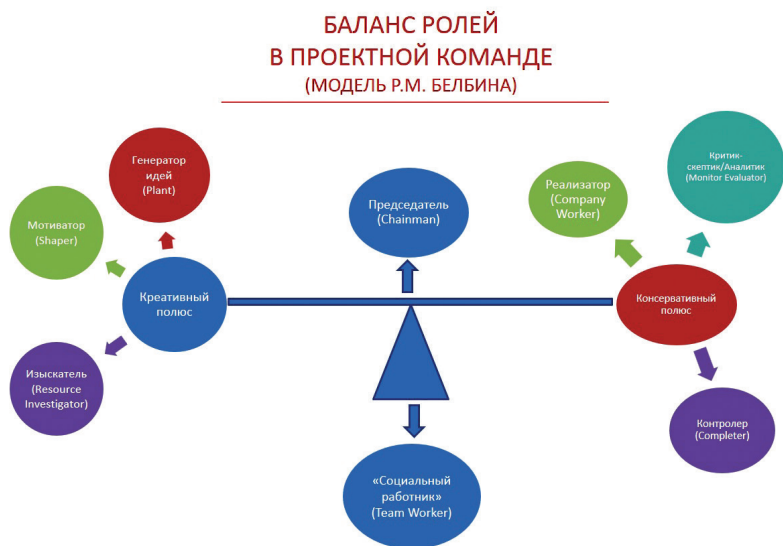 БАЛАНС РОЛЕЙ
В ПРОЕКТНОЙ КОМАНДЕ
(МОДЕЛЬ Р.М. БЕЛБИНА)
Генератор
идей
(Plant)
Мотиватор
(Shaper)
Креативный
полюс
Изыскатель
(Resource
Investigator)
Председатель
(Chainman)
«Социальный
работник»
(Team Worker)
Реализатор
(Company
Worker)
Критик-
скептик/Аналитик
(Monitor Evaluator)
Консервативный
полюс
Контролер
(Completer)